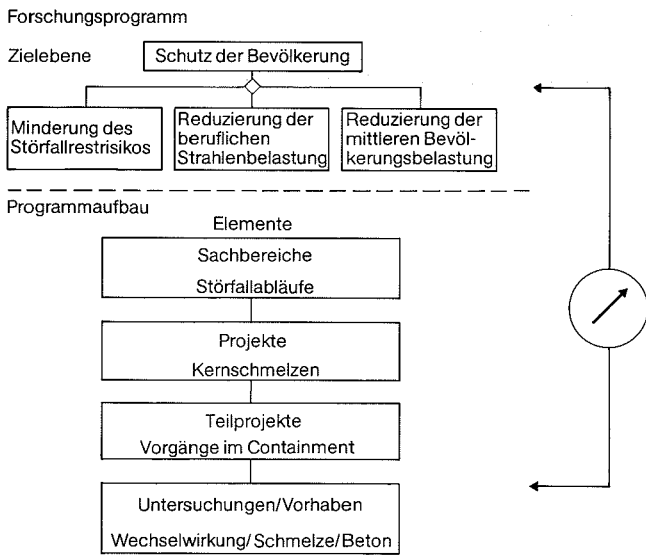 Forschungsprogramm
Zielebene
Schutz der Bevölkerung
Minderung des
Störfallrestrisikos
Reduzierung der
beruflichen
Strahlenbelastung
Reduzierung der
mittleren Bevöl-
kerungsbelastung
Programmaufbau
Elemente
Sachbereiche
Störfallabläufe
Projekte
Kernschmelzen
Teilprojekte
Vorgänge im Containment
Untersuchungen/Vorhaben
Wechselwirkung/Schmelze/Beton